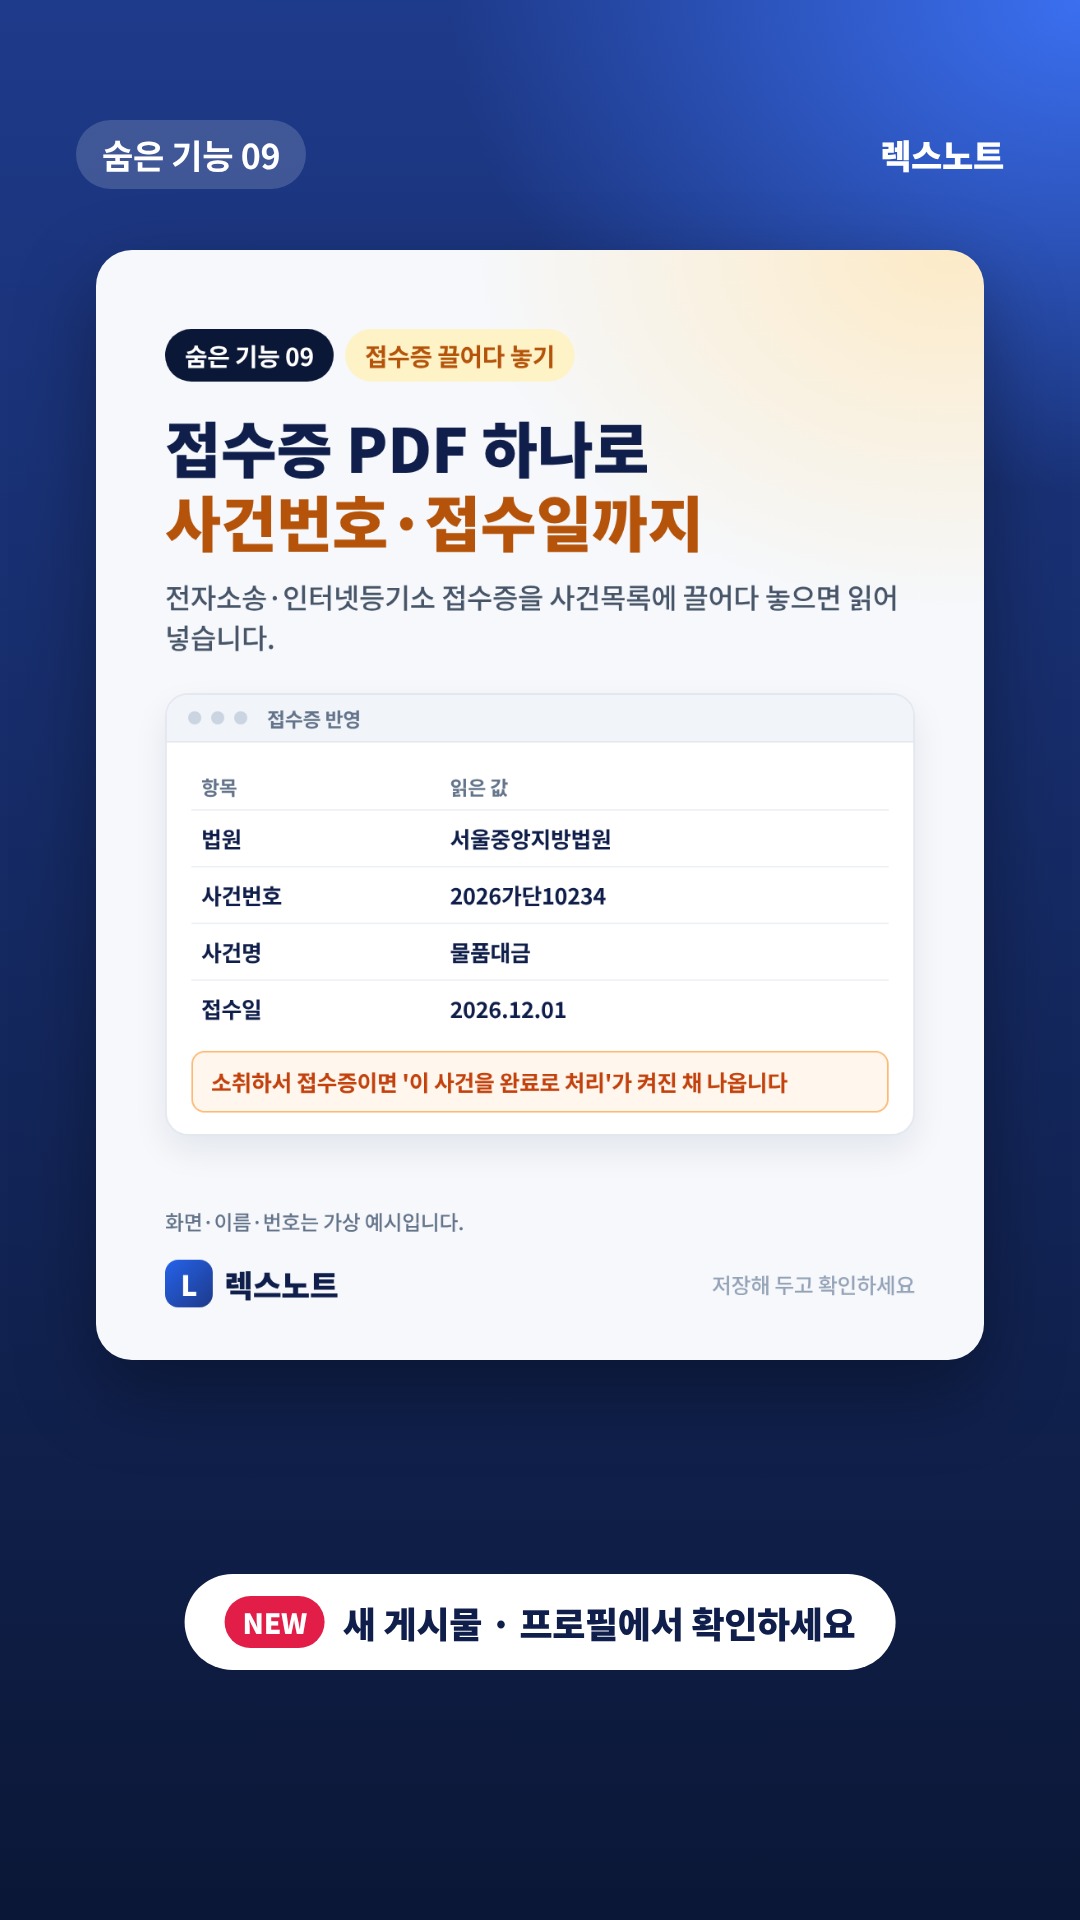 숨은 기능 09
렉스노트
숨은 기능 09
접수증 끌어다 놓기
접수증 PDF 하나로
사건번호·접수일까지
전자소송·인터넷등기소 접수증을 사건목록에 끌어다 놓으면 읽어
넣습니다.
접수증 반영
항목 읽은 값
법원 서울중앙지방법원
사건번호 2026가단10234
사건명 물품대금
접수일 2026.12.01
소취하서 접수증이면 '이 사건을 완료로 처리'가 켜진 채 나옵니다
화면·이름·번호는 가상 예시입니다.
L 렉스노트
저장해 두고 확인하세요
NEW 새 게시물 · 프로필에서 확인하세요